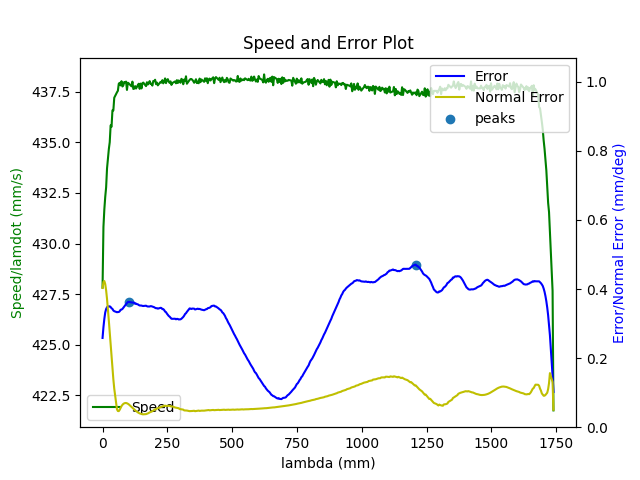 Speed and Error Plot
Speed/lamdot (mm/s)
437.5
435.0
432.5
430.0
427.5
425.0
422.5
Error
Normal Error
peaks
Speed
1.0
0.8
0.6
0.4
0.2
0.0
Error/Normal Error (mm/deg)
0
250
500
750
1000
1250
1500
1750
lambda (mm)